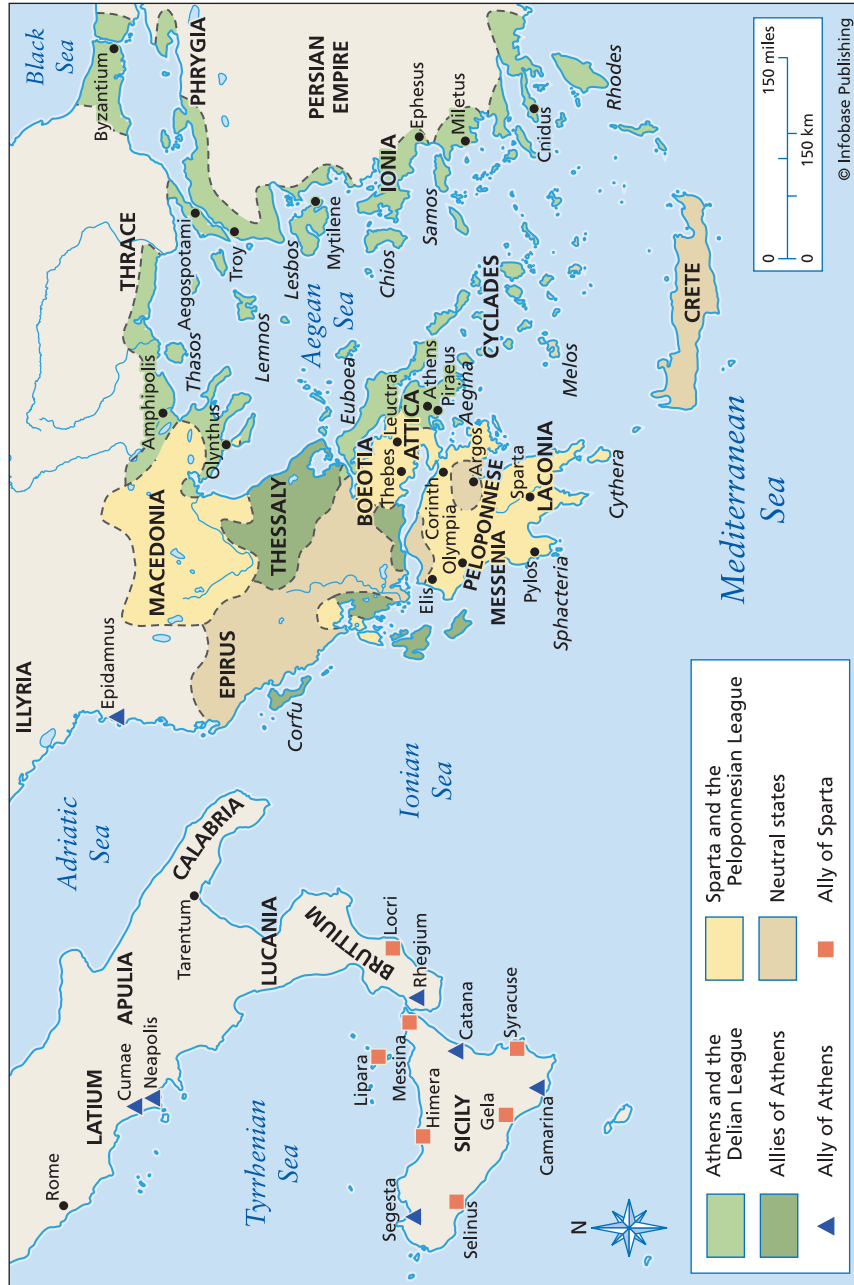 Black
Sea
Byzantium
PHRYGIA
PERSIAN
EMPIRE
THRACE
Aegospotami
Troy
Lesbos
Mytilene
IONIA
Ephesus
Miletus
Chios
Samos
Cnidus
Rhodes
Amphipolis
Thasos
Olynthus
Lemnos
Aegean
Sea
Euboea
CYCLADES
Melos
CRETE
MACEDONIA
THESSALY
BOEOTIA
Thebes
Leuctra
ATTICA
Athens
Piraeus
Aegina
Corinth
Argos
Olympia
Elis
PELOPONNESE
MESSENIA
Sparta
LACONIA
Pylos
Sphacteria
Cythera
Mediterranean
Sea
ILLYRIA
Epidamnus
EPIRUS
Corfu
Adriatic
Sea
Ionian
Sea
CALABRIA
Tarentum
APULIA
LUCANIA
BRUTTIUM
Locri
Rhegium
LATIUM
Rome
Cumae
Neapolis
Tyrrhenian
Sea
Lipara
Messina
Himera
Catana
Syracuse
SICILY
Gela
Camarina
Segesta
Selinus
N
0 150 miles
0 150 km
Athens and the
Delian League
Allies of Athens
Ally of Athens
Sparta and the
Peloponnesian League
Neutral states
Ally of Sparta
© Infobase Publishing